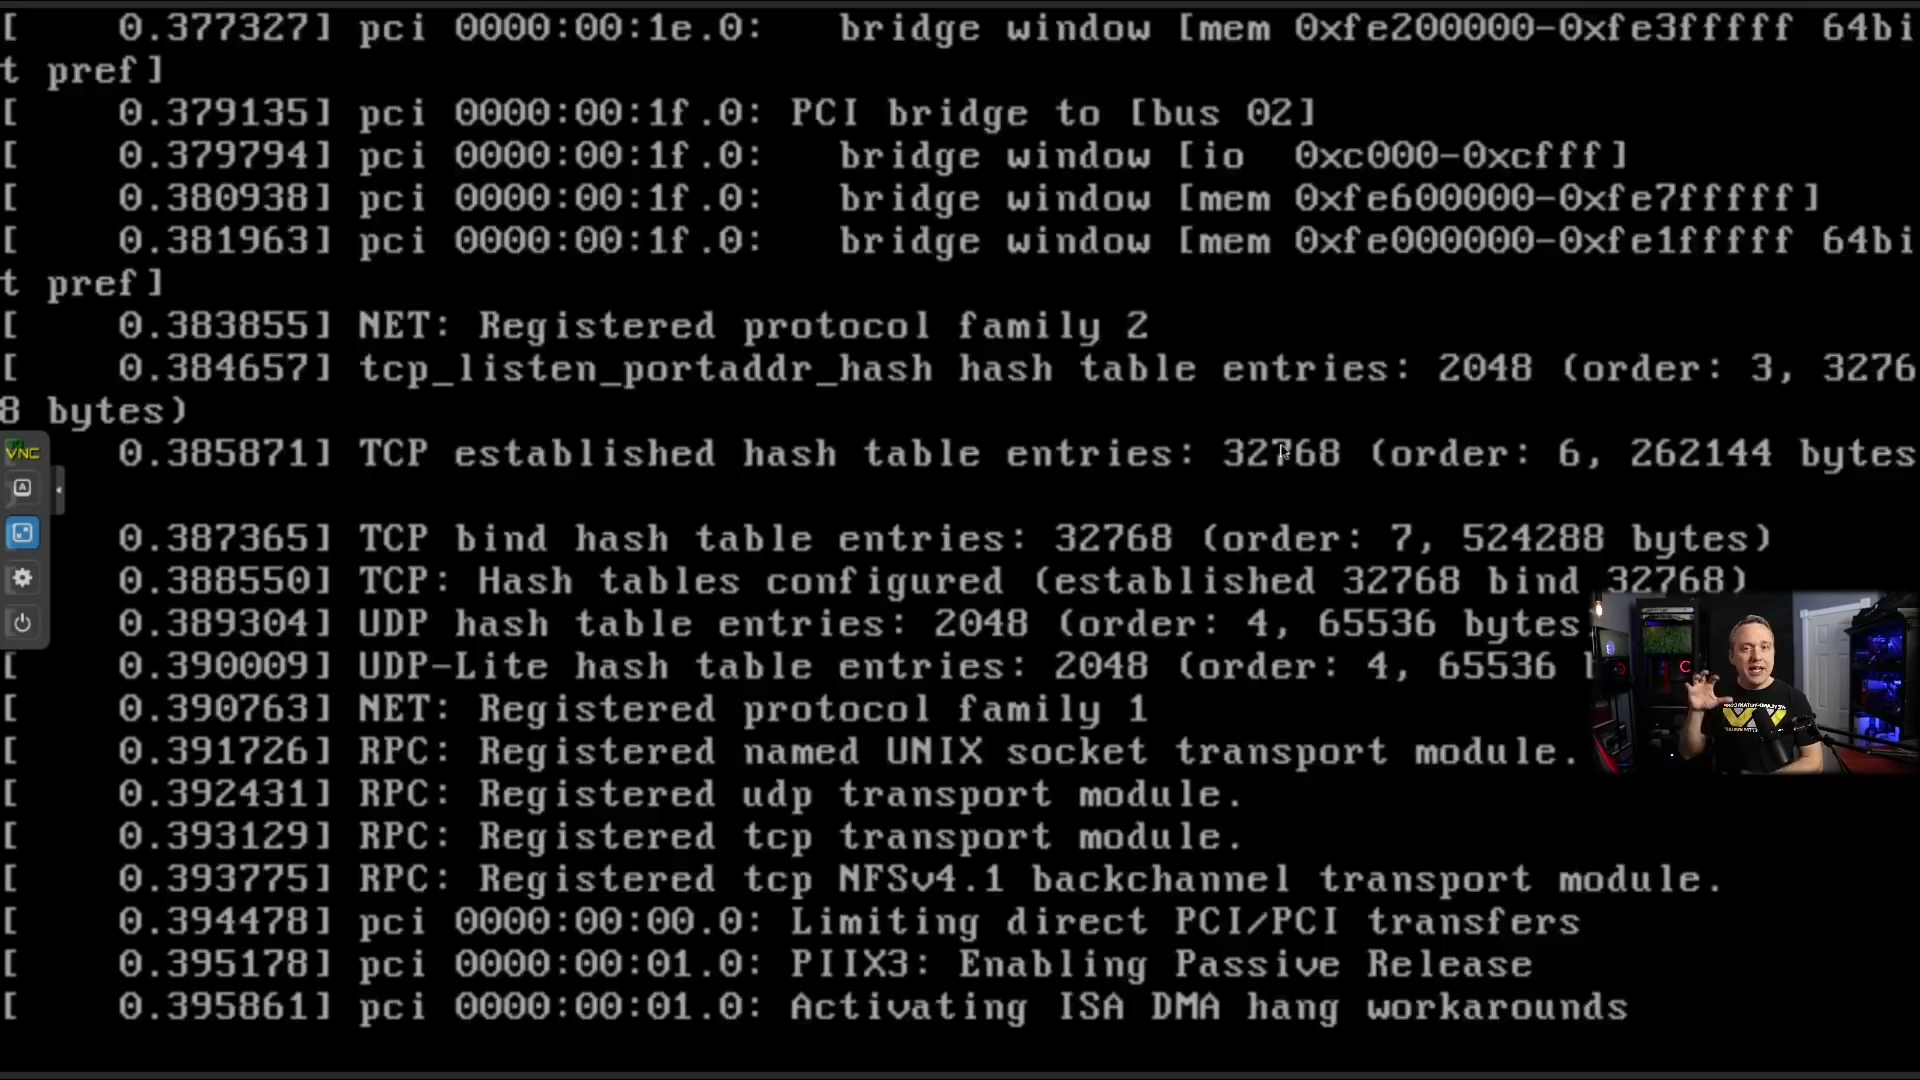 [    0.377327] pci 0000:00:1e.0:   bridge window [mem 0xfe200000-0xfe3fffff 64bi
t pref]
[    0.379135] pci 0000:00:1f.0: PCI bridge to [bus 02]
[    0.379794] pci 0000:00:1f.0:   bridge window [io  0xc000-0xcfff]
[    0.380938] pci 0000:00:1f.0:   bridge window [mem 0xfe600000-0xfe7fffff]
[    0.381963] pci 0000:00:1f.0:   bridge window [mem 0xfe000000-0xfe1fffff 64bi
t pref]
[    0.383855] NET: Registered protocol family 2
[    0.384657] tcp_listen_portaddr_hash hash table entries: 2048 (order: 3, 3276
8 bytes)
VNC
0.385871] TCP established hash table entries: 32768 (order: 6, 262144 bytes
0.387365] TCP bind hash table entries: 32768 (order: 7, 524288 bytes)
0.388550] TCP: Hash tables configured (established 32768 bind 32768)
0.389304] UDP hash table entries: 2048 (order: 4, 65536 bytes
[    0.390009] UDP-Lite hash table entries: 2048 (order: 4, 65536
[    0.390763] NET: Registered protocol family 1
[    0.391726] RPC: Registered named UNIX socket transport module.
[    0.392431] RPC: Registered udp transport module.
[    0.393129] RPC: Registered tcp transport module.
[    0.393775] RPC: Registered tcp NFSv4.1 backchannel transport module.
[    0.394478] pci 0000:00:00.0: Limiting direct PCI/PCI transfers
[    0.395178] pci 0000:00:01.0: PIIX3: Enabling Passive Release
[    0.395861] pci 0000:00:01.0: Activating ISA DMA hang workarounds